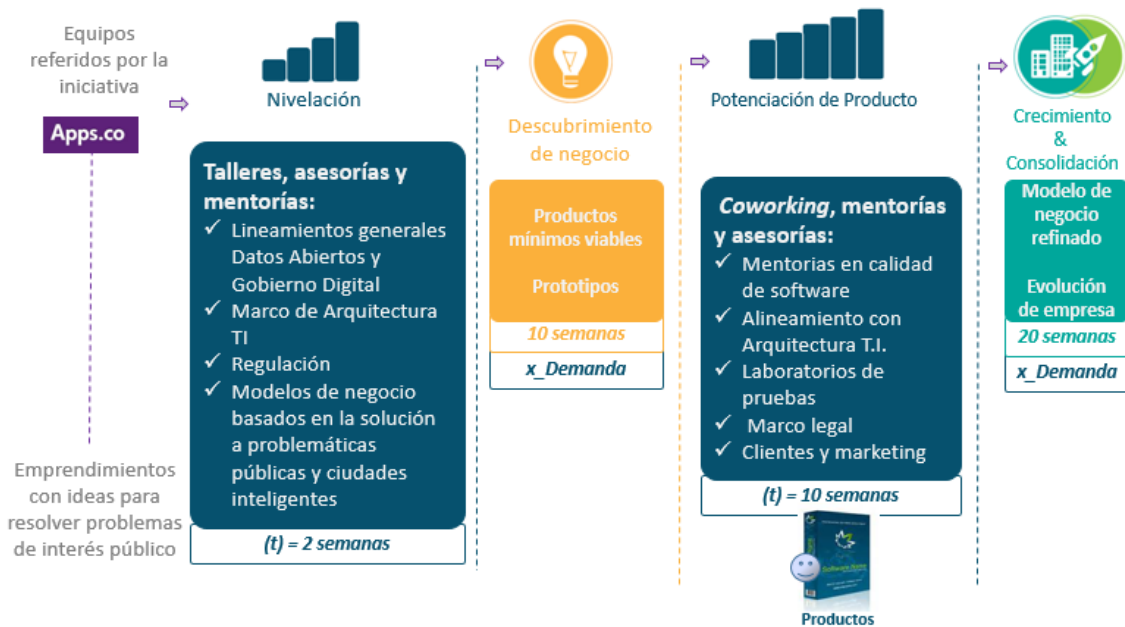 Equipos
referidos por la
iniciativa
Apps.co
Emprendimientos
con ideas para
resolver problemas
de interés público
Nivelación
Talleres, asesorías y
mentorías:
✓ Lineamientos generales
Datos Abiertos y
Gobierno Digital
✓ Marco de Arquitectura
TI
✓ Regulación
✓ Modelos de negocio
basados en la solución
a problemáticas
públicas y ciudades
inteligentes
(t) = 2 semanas
Descubrimiento
de negocio
Productos
mínimos viables
Prototipos
10 semanas
x_Demanda
Potenciación de Producto
Coworking, mentorías
y asesorías:
✓ Mentorias en calidad
de software
✓ Alineamiento con
Arquitectura T.I.
✓ Laboratorios de
pruebas
✓ Marco legal
✓ Clientes y marketing
(t) = 10 semanas
Productos
Crecimiento
&
Consolidación
Modelo de
negocio
refinado
Evolución
de empresa
20 semanas
x_Demanda